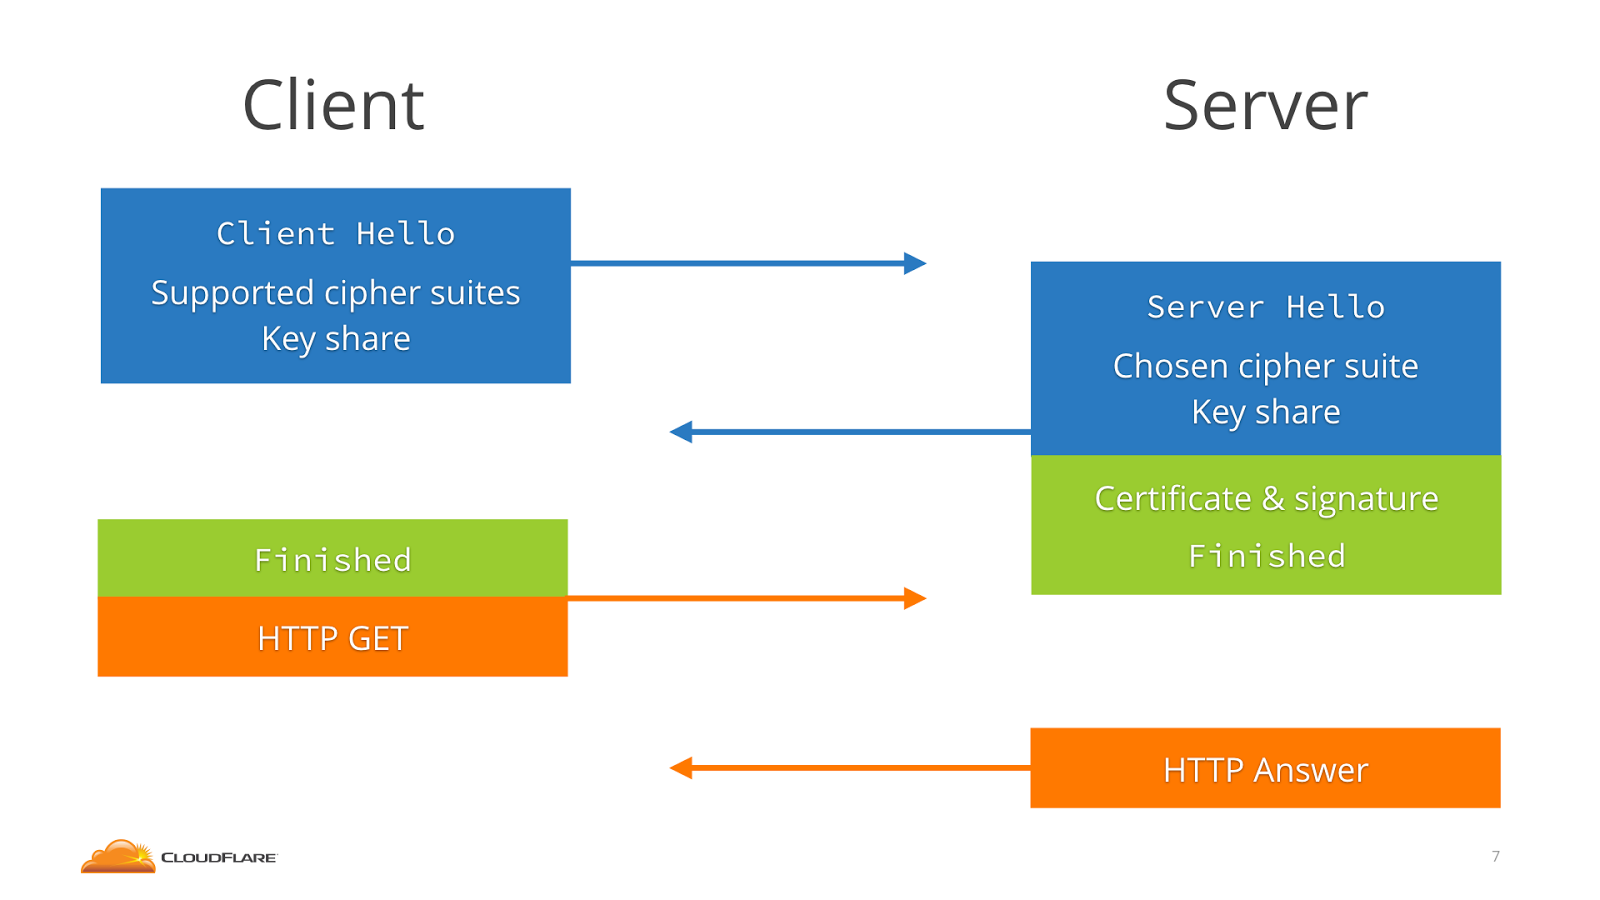 Client
Server
Client Hello
Supported cipher suites
Key share
Server Hello
Chosen cipher suite
Key share
Certificate & signature
Finished
Finished
HTTP GET
HTTP Answer
CLOUDFLARE
7